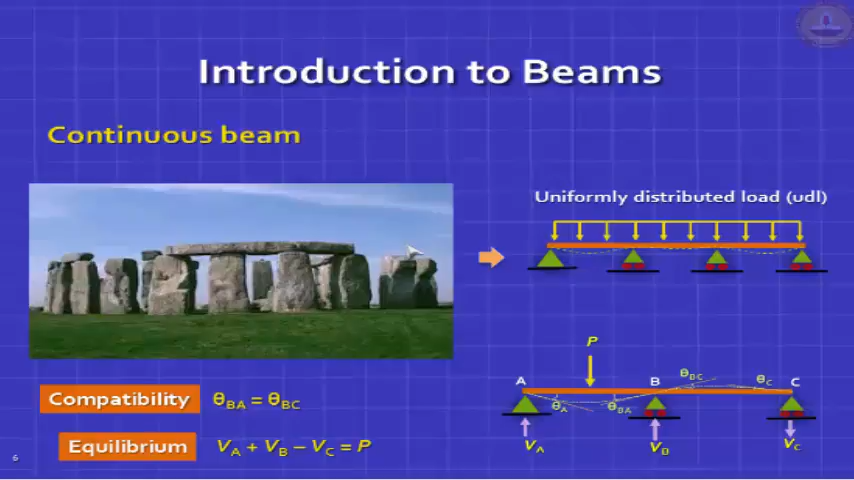 Introduction to Beams
Continuous beam
Uniformly distributed load (udl)
P
A
B
θBC
θC
C
θA
θBA
VA
VB
VC
Compatibility θBA = θBC
Equilibrium VA + VB − VC = P
6